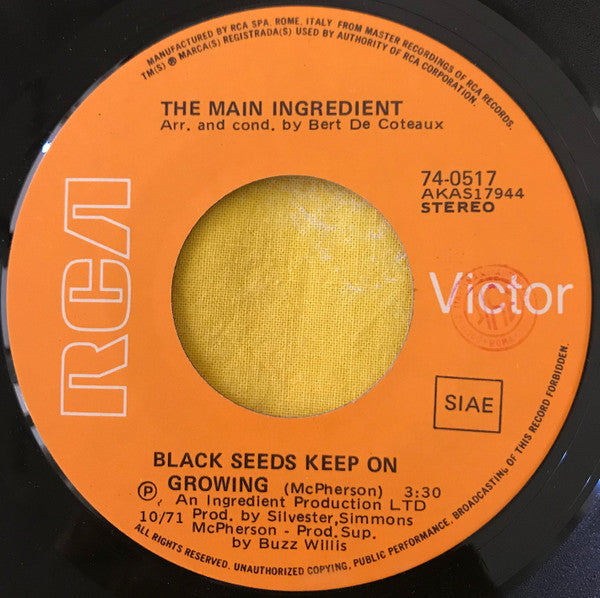 MANUFACTURED BY RCA SPA, ROME, ITALY FROM MASTER RECORDINGS OF RCA RECORDS.
TM(S) ® MARCA(S) REGISTRADA(S) USED BY AUTHORITY OF RCA CORPORATION.
THE MAIN INGREDIENT
Arr. and cond. by Bert De Coteaux
74-0517
AKAS17944
STEREO
RCA
Victor
SIAE
BLACK SEEDS KEEP ON
GROWING (McPherson) 3:30
Ⓟ An Ingredient Production LTD
10/71 Prod. by Silvester,Simmons
McPherson - Prod.Sup.
by Buzz Willis
ALL RIGHTS RESERVED. UNAUTHORIZED COPYING, PUBLIC PERFORMANCE, BROADCASTING OF THIS RECORD FORBIDDEN.